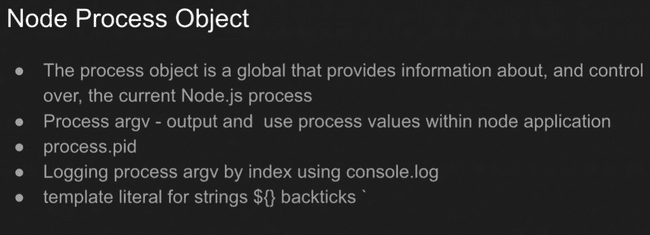 Node Process Object
● The process object is a global that provides information about, and control
over, the current Node.js process
● Process argv - output and  use process values within node application
● process.pid
● Logging process argv by index using console.log
● template literal for strings ${} backticks `